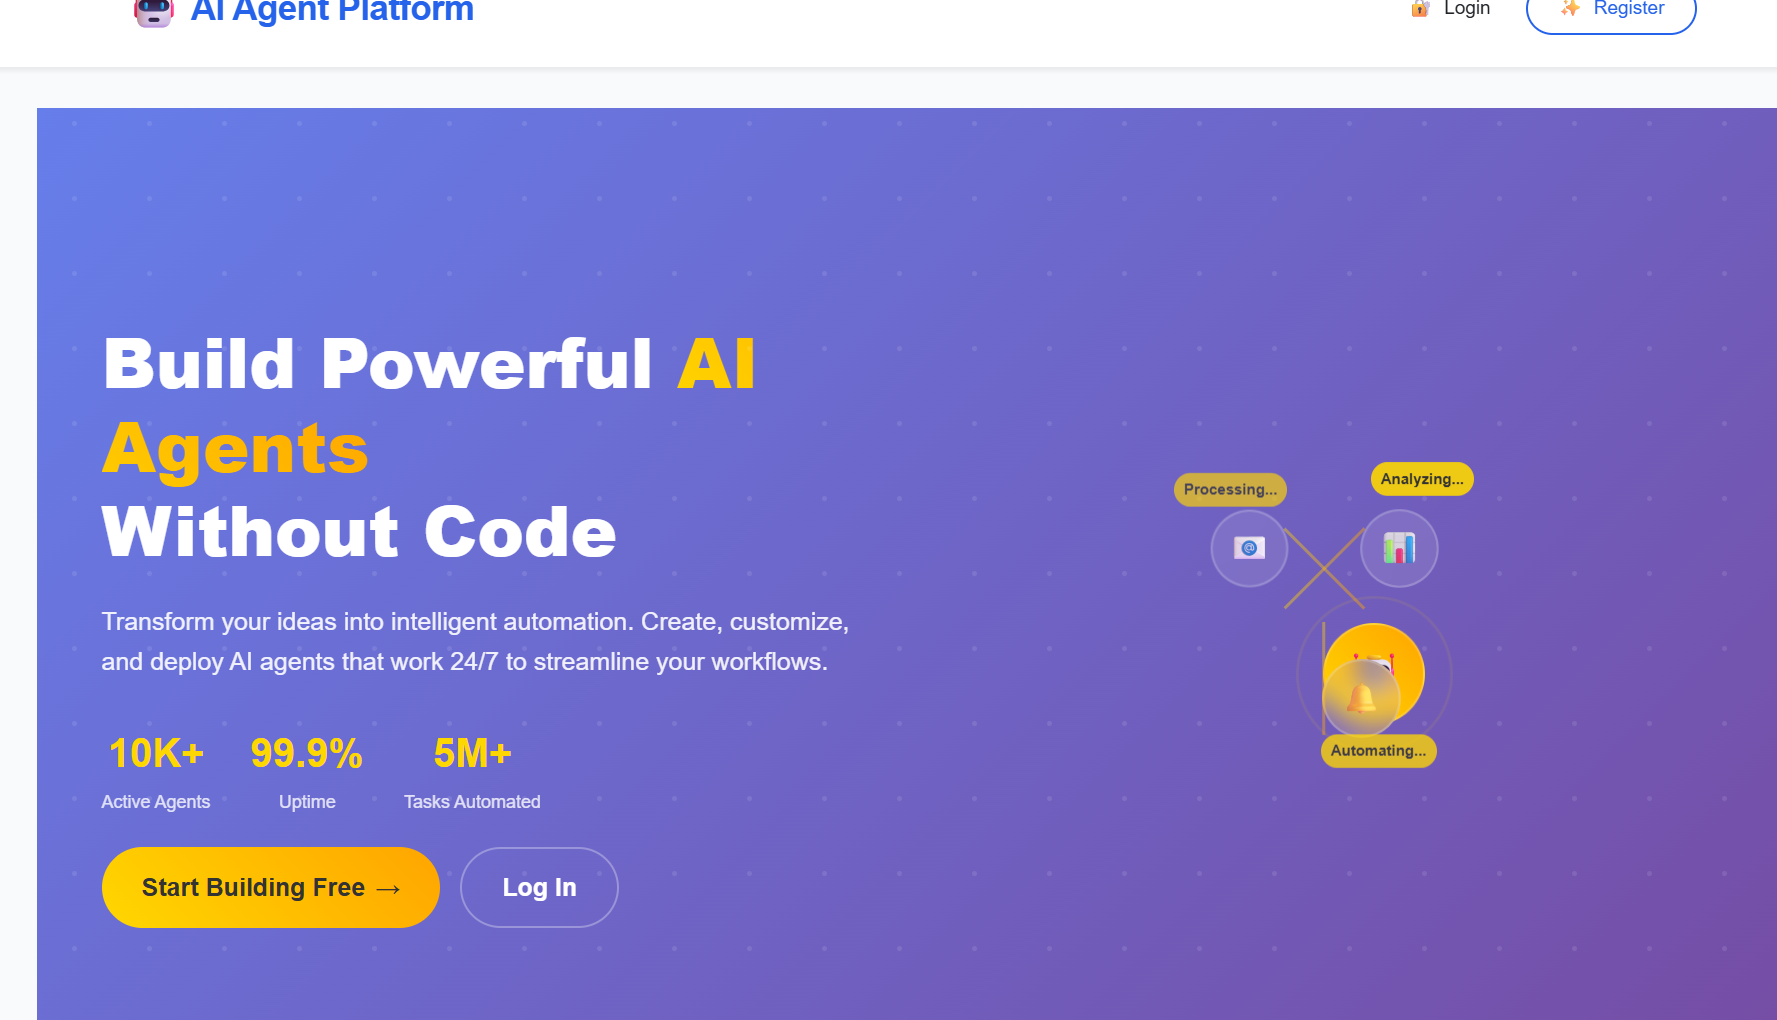 AI Agent Platform
Login
Register
Build Powerful AI
Agents
Without Code
Transform your ideas into intelligent automation. Create, customize,
and deploy AI agents that work 24/7 to streamline your workflows.
10K+ 99.9% 5M+
Active Agents Uptime Tasks Automated
Start Building Free →
Log In
Processing...
Analyzing...
@
Automating...